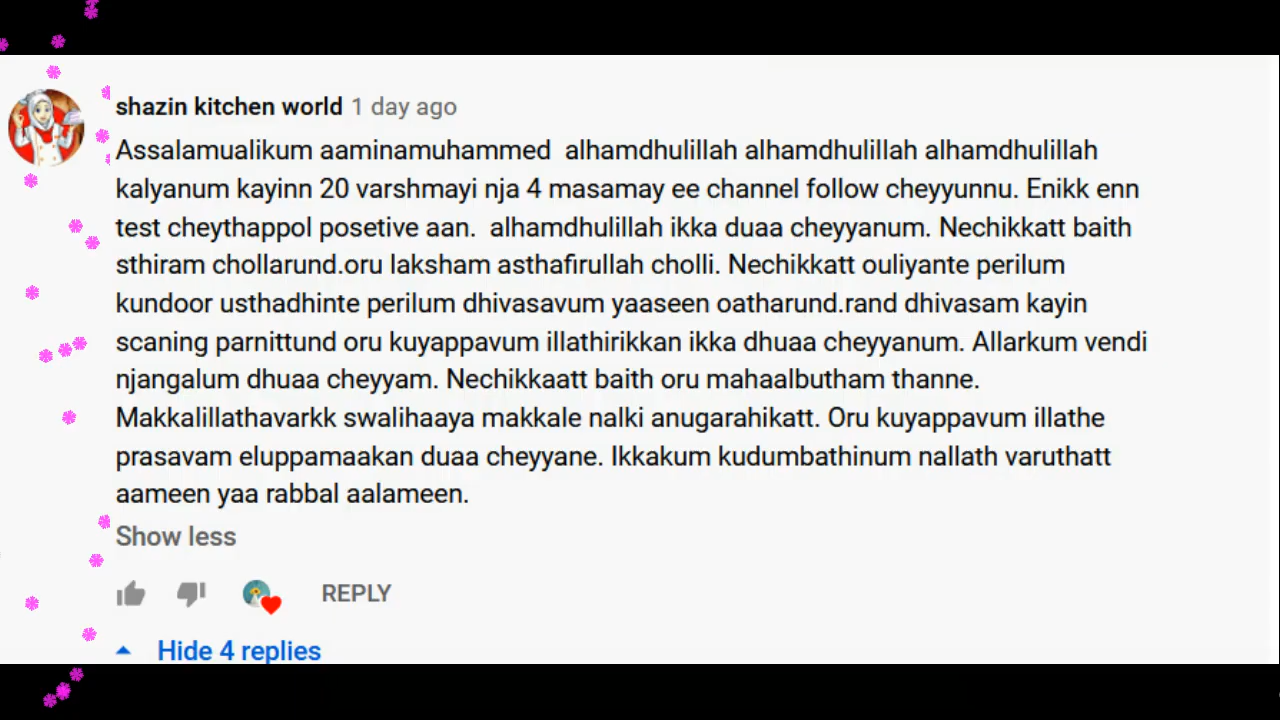 shazin kitchen world 1 day ago
Assalamualikum aaminamuhammed  alhamdhulillah alhamdhulillah alhamdhulillah
kalyanum kayinn 20 varshmayi nja 4 masamay ee channel follow cheyyunnu. Enikk enn
test cheythappol posetive aan.  alhamdhulillah ikka duaa cheyyanum. Nechikkatt baith
sthiram chollarund.oru laksham asthafirullah cholli. Nechikkatt ouliyante perilum
kundoor usthadhinte perilum dhivasavum yaaseen oatharund.rand dhivasam kayin
scaning parnittund oru kuyappavum illathirikkan ikka dhuaa cheyyanum. Allarkum vendi
njangalum dhuaa cheyyam. Nechikkaatt baith oru mahaalbutham thanne.
Makkalillathavarkk swalihaaya makkale nalki anugarahikatt. Oru kuyappavum illathe
prasavam eluppamaakan duaa cheyyane. Ikkakum kudumbathinum nallath varuthatt
aameen yaa rabbal aalameen.
Show less
REPLY
Hide 4 replies